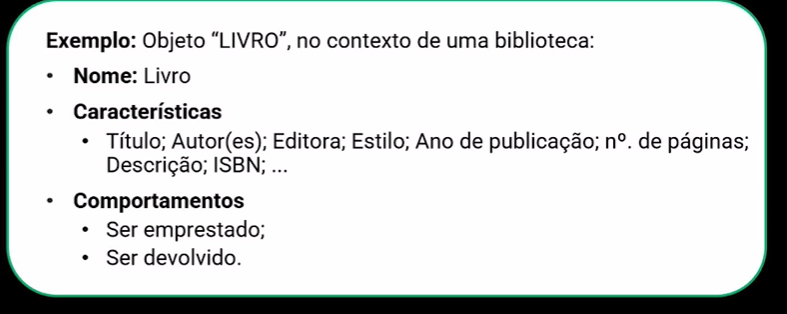 Exemplo: Objeto “LIVRO”, no contexto de uma biblioteca:
• Nome: Livro
• Características
• Título; Autor(es); Editora; Estilo; Ano de publicação; nº. de páginas;
Descrição; ISBN; ...
• Comportamentos
• Ser emprestado;
• Ser devolvido.